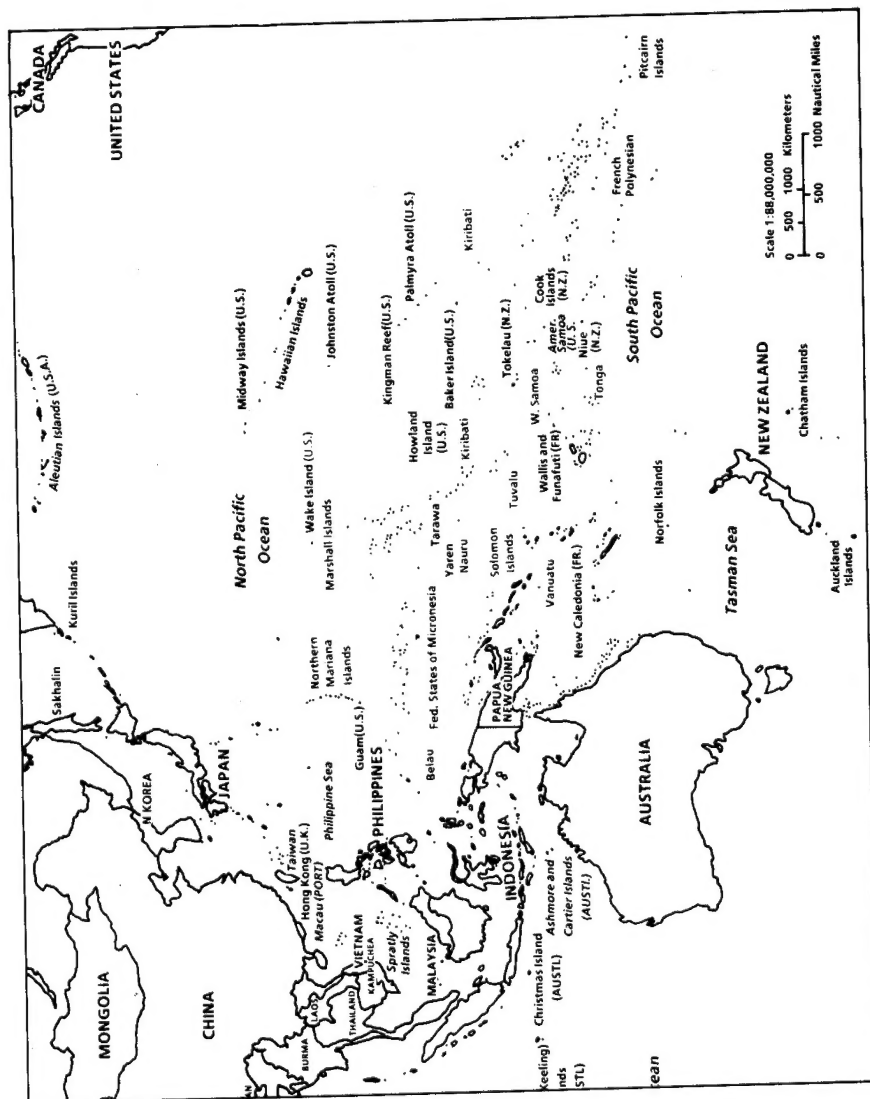 CANADA
UNITED STATES
Aleutian Islands (U.S.A.)
Kuril Islands
Sakhalin
MONGOLIA
N KOREA
JAPAN
CHINA
North Pacific
Ocean
Midway Islands (U.S.)
Hawaiian Islands
Johnston Atoll (U.S.)
Wake Island (U.S.)
Marshall Islands
Northern
Mariana
Islands
Philippine Sea
Guam (U.S.)
Taiwan
Hong Kong (U.K.)
Macau (PORT)
PHILIPPINES
VIETNAM
LAOS
KAMPUCHEA
THAILAND
BURMA
AN
Spratly
Islands
MALAYSIA
Belau
Fed. States of Micronesia
Kingman Reef(U.S.)
Palmyra Atoll (U.S.)
Howland
Island
(U.S.)
Baker Island(U.S.)
Kiribati
Kiribati
Tarawa
Yaren
Nauru
Solomon
Islands
Tuvalu
Tokelau (N.Z.)
W. Samoa
Wallis and
Funafuti (FR)
Amer.
Samoa
(U.S.
Cook
Islands
(N.Z.)
Niue
(N.Z.)
Tonga
French
Polynesian
Pitcairn
Islands
South Pacific
Ocean
PAPUA
NEW GUINEA
INDONESIA
Vanuatu
New Caledonia (FR.)
Norfolk Islands
Christmas Island
(AUSTL)
Keeling)
nds
STL)
Ashmore and
Cartier Islands
(AUSTL.)
AUSTRALIA
Tasman Sea
NEW ZEALAND
Chatham Islands
Auckland
Islands
ean
Scale 1:88,000,000
0 500 1000 Kilometers
0 500 1000 Nautical Miles